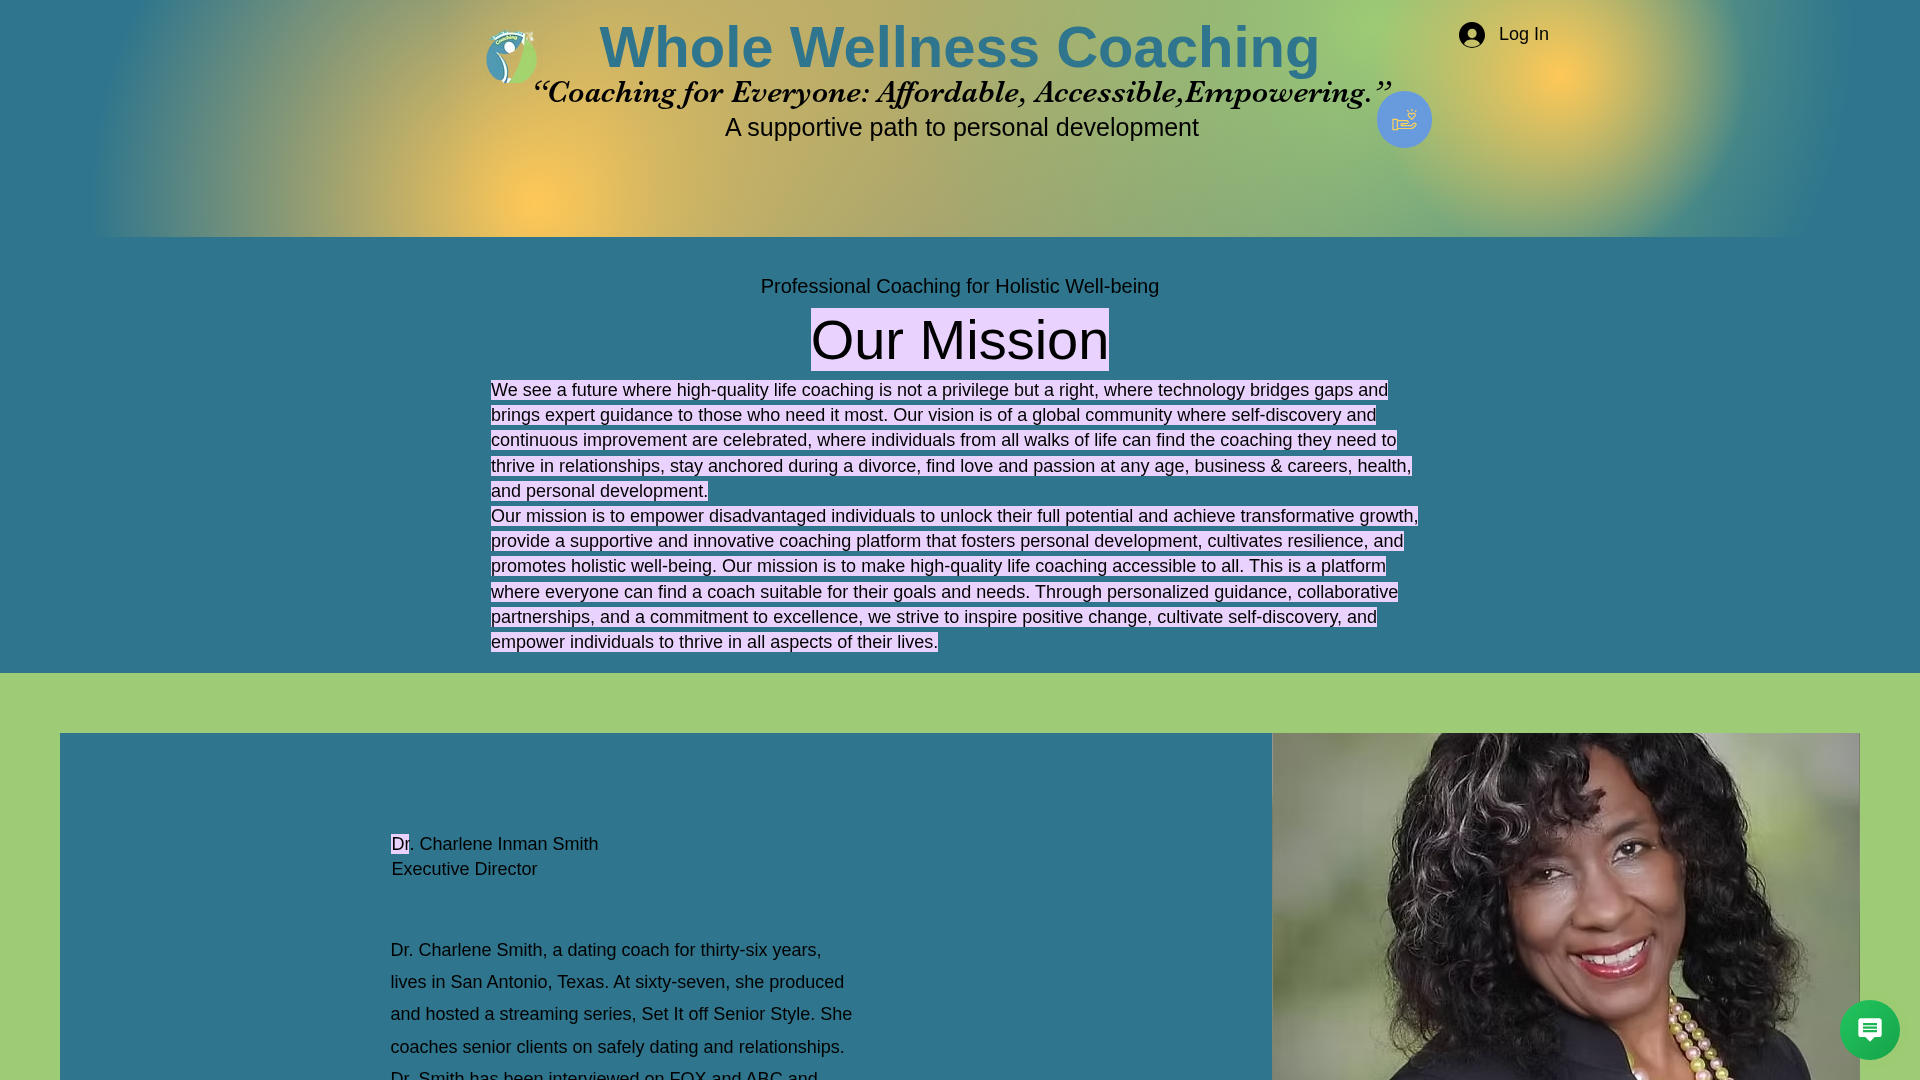 Coaching
Whole Wellness Coaching
Log In
“Coaching for Everyone: Affordable, Accessible,Empowering.”
A supportive path to personal development
Professional Coaching for Holistic Well-being
Our Mission
We see a future where high-quality life coaching is not a privilege but a right, where technology bridges gaps and
brings expert guidance to those who need it most. Our vision is of a global community where self-discovery and
continuous improvement are celebrated, where individuals from all walks of life can find the coaching they need to
thrive in relationships, stay anchored during a divorce, find love and passion at any age, business & careers, health,
and personal development.
Our mission is to empower disadvantaged individuals to unlock their full potential and achieve transformative growth,
provide a supportive and innovative coaching platform that fosters personal development, cultivates resilience, and
promotes holistic well-being. Our mission is to make high-quality life coaching accessible to all. This is a platform
where everyone can find a coach suitable for their goals and needs. Through personalized guidance, collaborative
partnerships, and a commitment to excellence, we strive to inspire positive change, cultivate self-discovery, and
empower individuals to thrive in all aspects of their lives.
Dr. Charlene Inman Smith
Executive Director
Dr. Charlene Smith, a dating coach for thirty-six years,
lives in San Antonio, Texas. At sixty-seven, she produced
and hosted a streaming series, Set It off Senior Style. She
coaches senior clients on safely dating and relationships.
Dr. Smith has been interviewed on FOX and ABC and